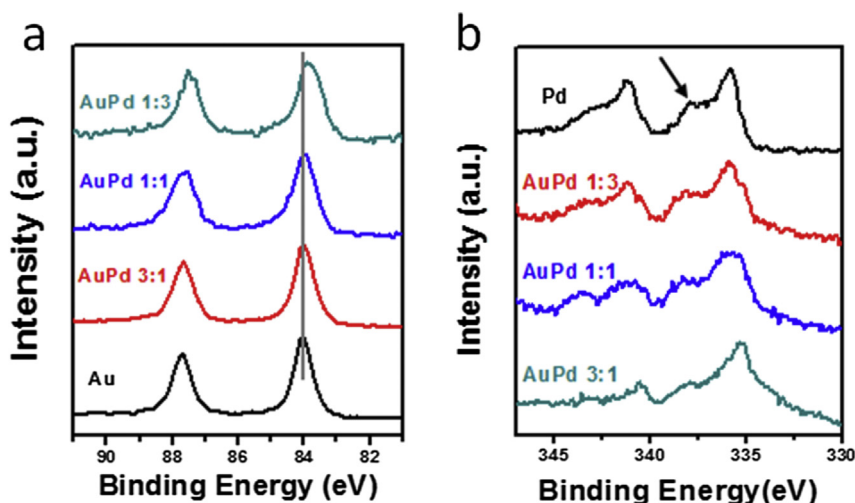 a
Intensity (a.u.)
AuPd 1:3
AuPd 1:1
AuPd 3:1
Au
90 88 86 84 82
Binding Energy (eV)
b
Intensity (a.u.)
Pd
AuPd 1:3
AuPd 1:1
AuPd 3:1
345 340 335 330
Binding Energy(eV)